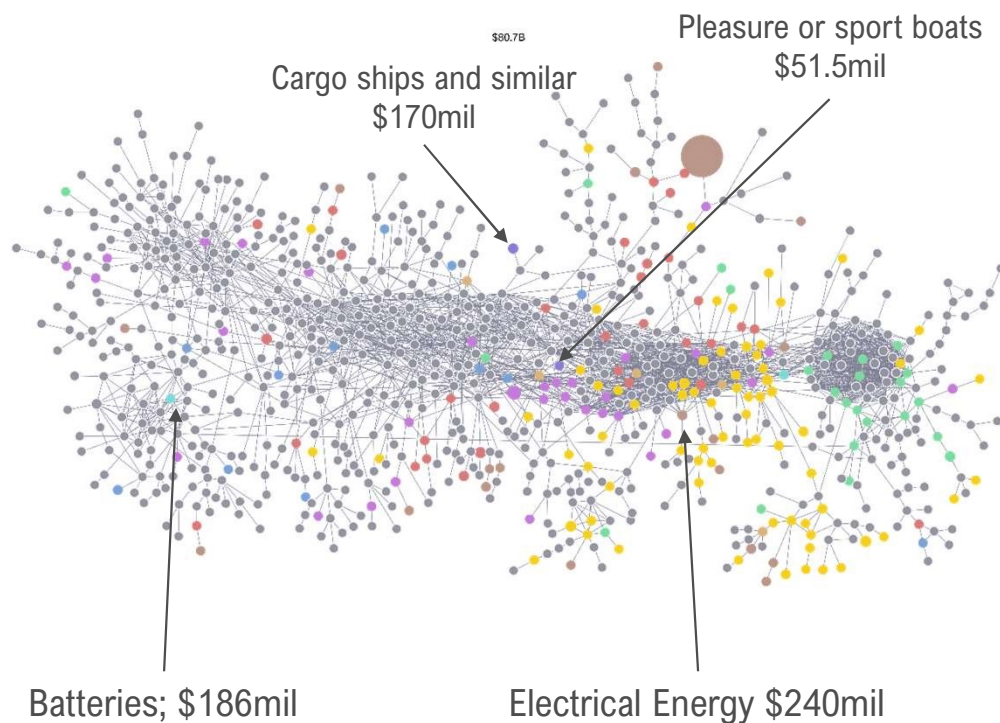 $80.7B
Pleasure or sport boats
$51.5mil
Cargo ships and similar
$170mil
Batteries; $186mil
Electrical Energy $240mil